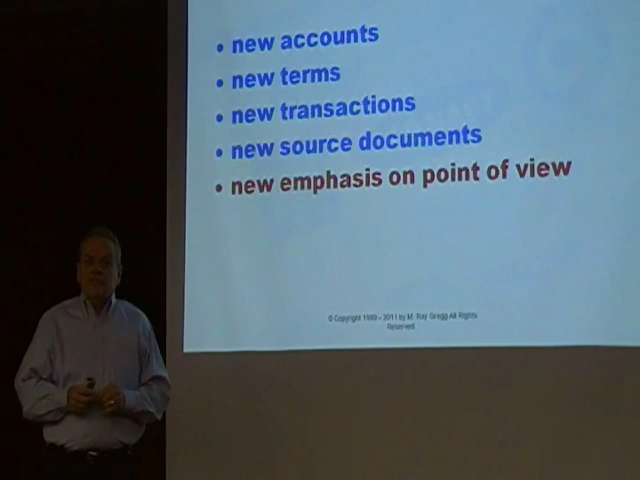 • new accounts
• new terms
• new transactions
• new source documents
• new emphasis on point of view
© Copyright 1999 – 2011 by M. Ray Gregg All Rights
Reserved